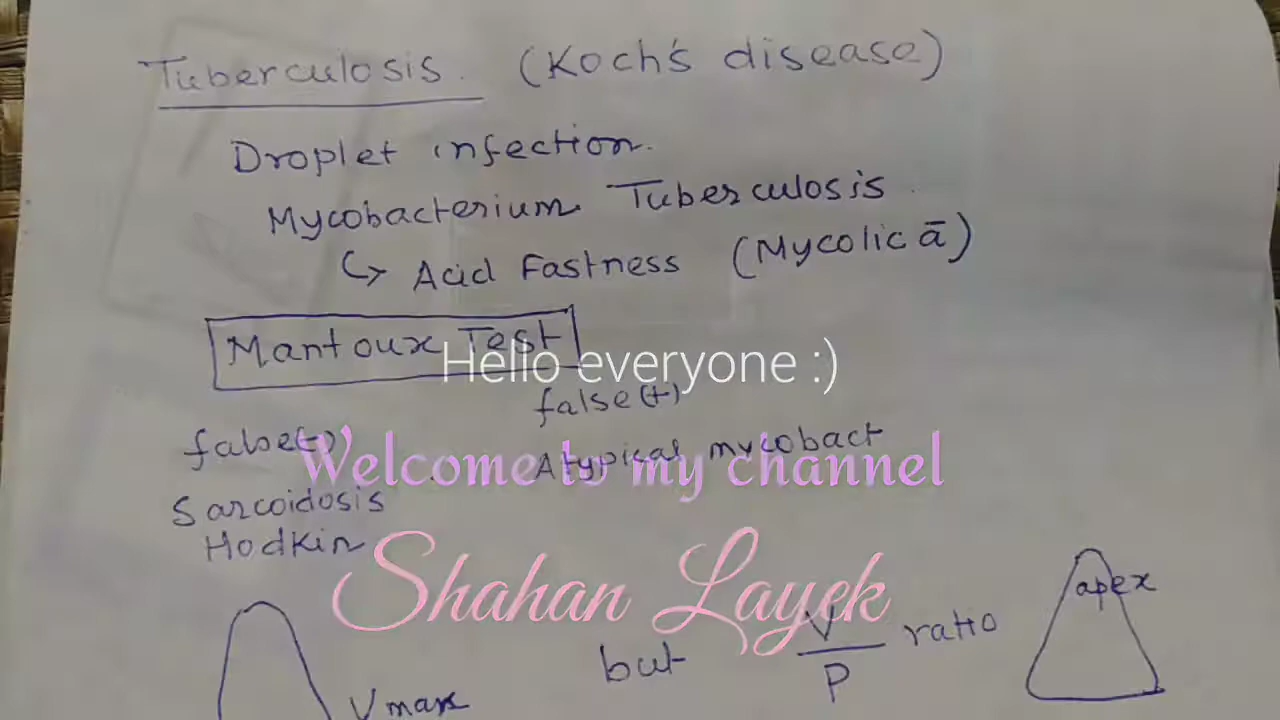 Tuberculosis. (Koch's disease)
Droplet infection.
Mycobacterium Tuberculosis.
↳ Acid Fastness (Mycolic ā)
Mantoux Test
Hello everyone :)
false(+)
false(-)
Welcome to my channel
Atypical mycobact
Sarcoidosis
Hodkin
Shahan Layek
apex
but V/P ratio
Vmax